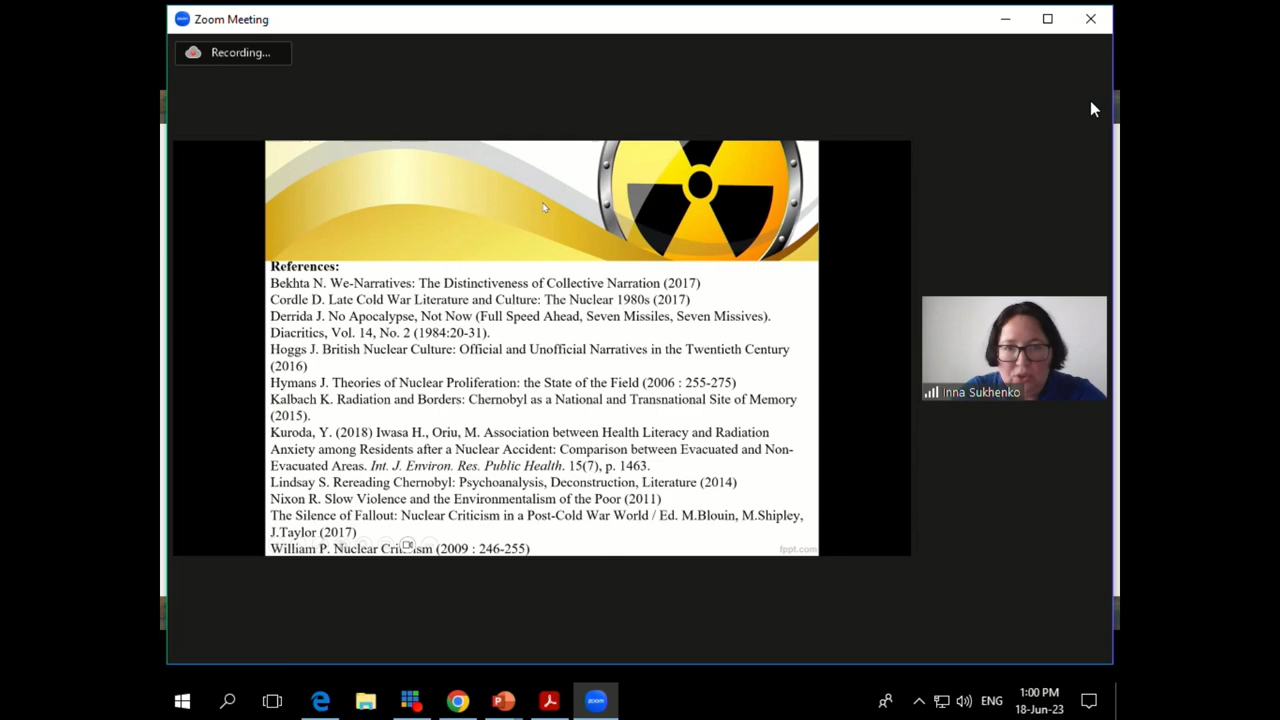 zoom Zoom Meeting
Recording...
References:
Bekhta N. We-Narratives: The Distinctiveness of Collective Narration (2017)
Cordle D. Late Cold War Literature and Culture: The Nuclear 1980s (2017)
Derrida J. No Apocalypse, Not Now (Full Speed Ahead, Seven Missiles, Seven Missives).
Diacritics, Vol. 14, No. 2 (1984:20-31).
Hoggs J. British Nuclear Culture: Official and Unofficial Narratives in the Twentieth Century
(2016)
Hymans J. Theories of Nuclear Proliferation: the State of the Field (2006 : 255-275)
Kalbach K. Radiation and Borders: Chernobyl as a National and Transnational Site of Memory
(2015).
Kuroda, Y. (2018) Iwasa H., Oriu, M. Association between Health Literacy and Radiation
Anxiety among Residents after a Nuclear Accident: Comparison between Evacuated and Non-
Evacuated Areas. Int. J. Environ. Res. Public Health. 15(7), p. 1463.
Lindsay S. Rereading Chernobyl: Psychoanalysis, Deconstruction, Literature (2014)
Nixon R. Slow Violence and the Environmentalism of the Poor (2011)
The Silence of Fallout: Nuclear Criticism in a Post-Cold War World / Ed. M.Blouin, M.Shipley,
J.Taylor (2017)
William P. Nuclear Criticism (2009 : 246-255)
fppt.com
Inna Sukhenko
zoom
ENG
1:00 PM
18-Jun-23